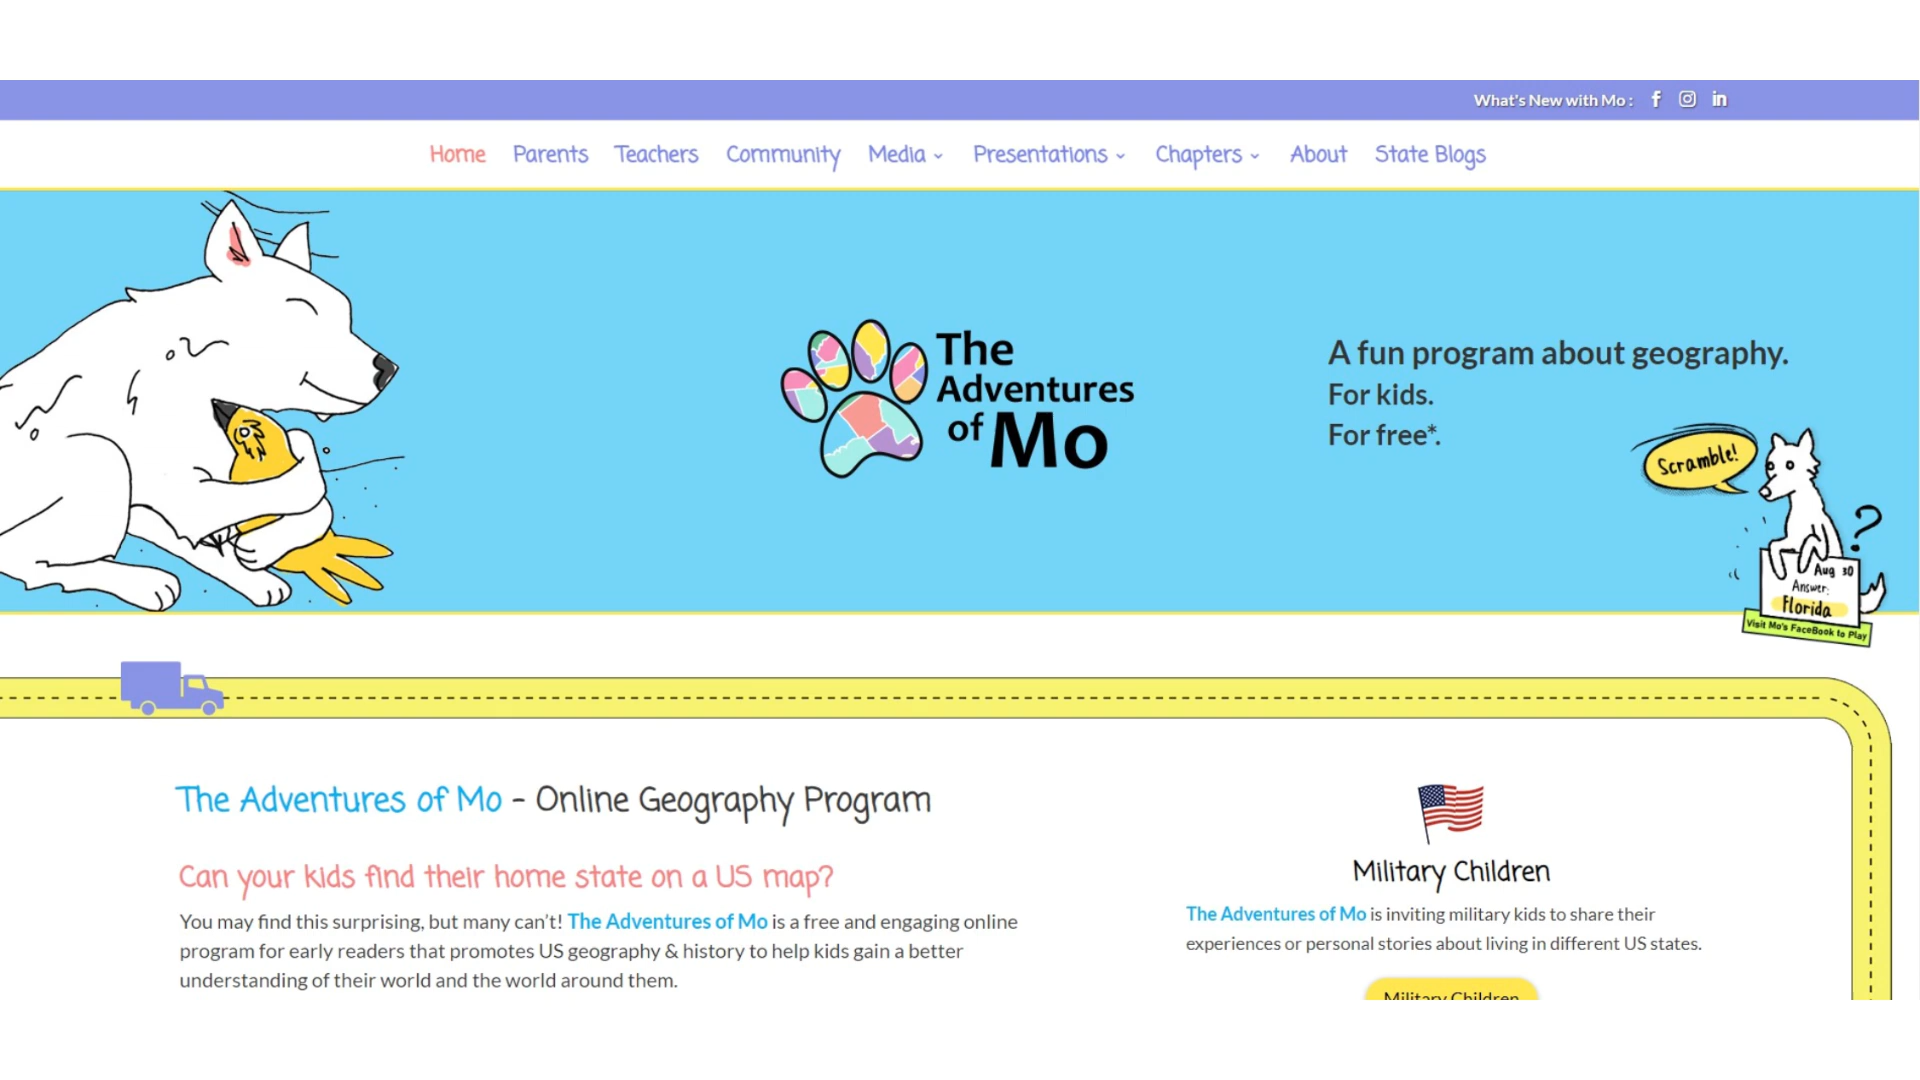 What's New with Mo :
Home Parents Teachers Community Media Presentations Chapters About State Blogs
The
Adventures
of Mo
A fun program about geography.
For kids.
For free*.
Scramble!
?
Aug 30
Answer:
Florida
Visit Mo's FaceBook to Play
The Adventures of Mo - Online Geography Program
Can your kids find their home state on a US map?
You may find this surprising, but many can't! The Adventures of Mo is a free and engaging online
program for early readers that promotes US geography & history to help kids gain a better
understanding of their world and the world around them.
Military Children
The Adventures of Mo is inviting military kids to share their
experiences or personal stories about living in different US states.
Military Children